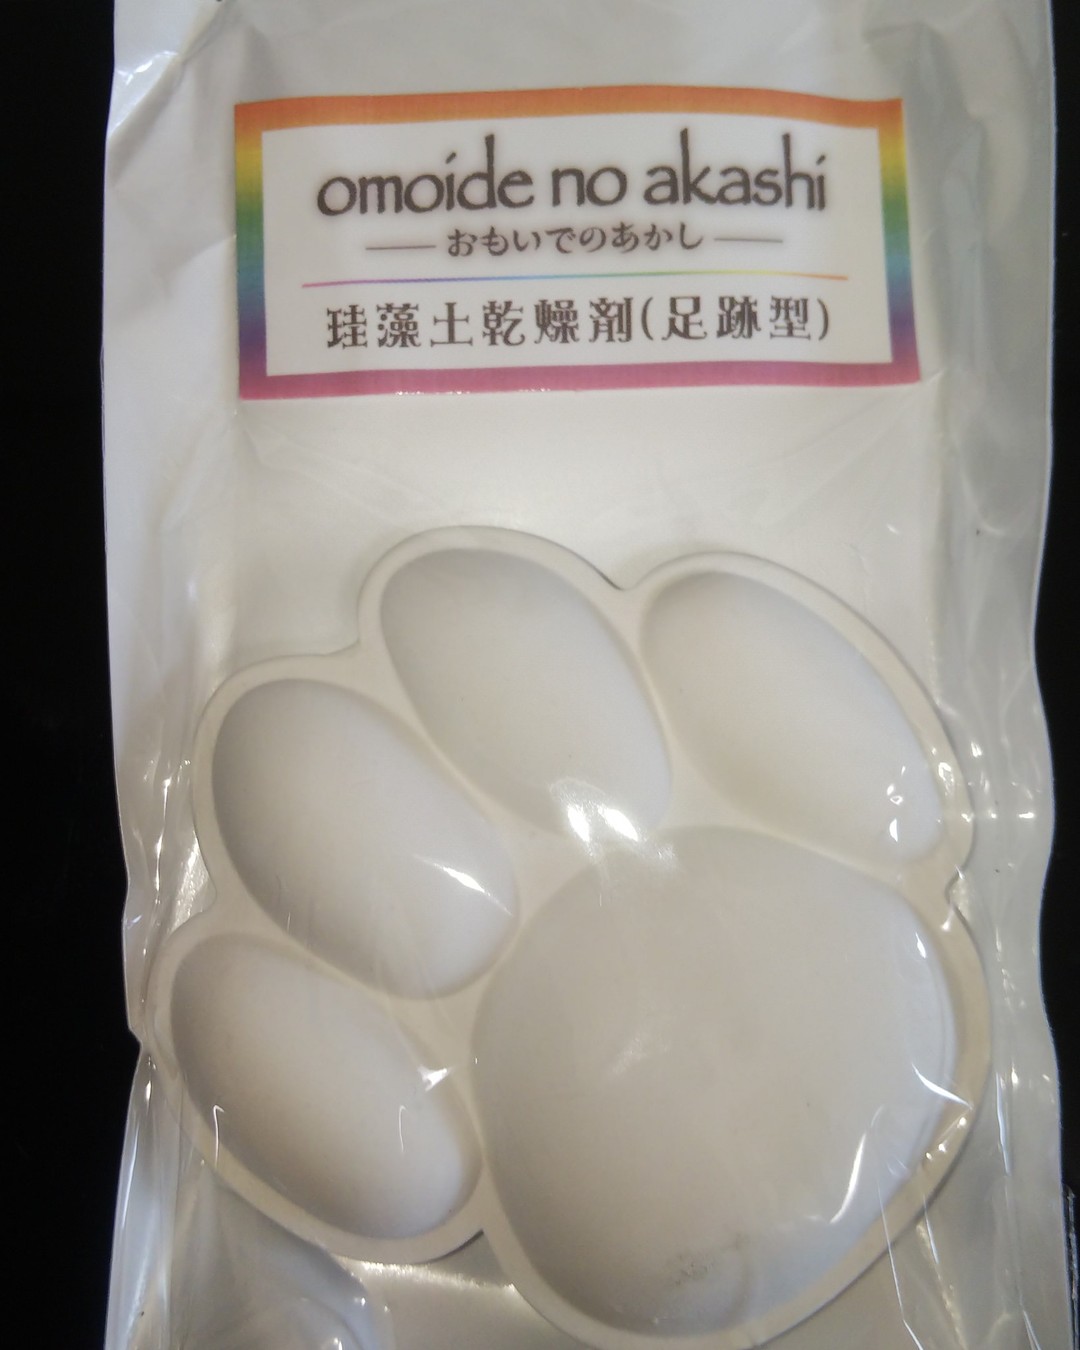 omoide no akashi
おもいでのあかし
珪藻土乾燥剤(足跡型)